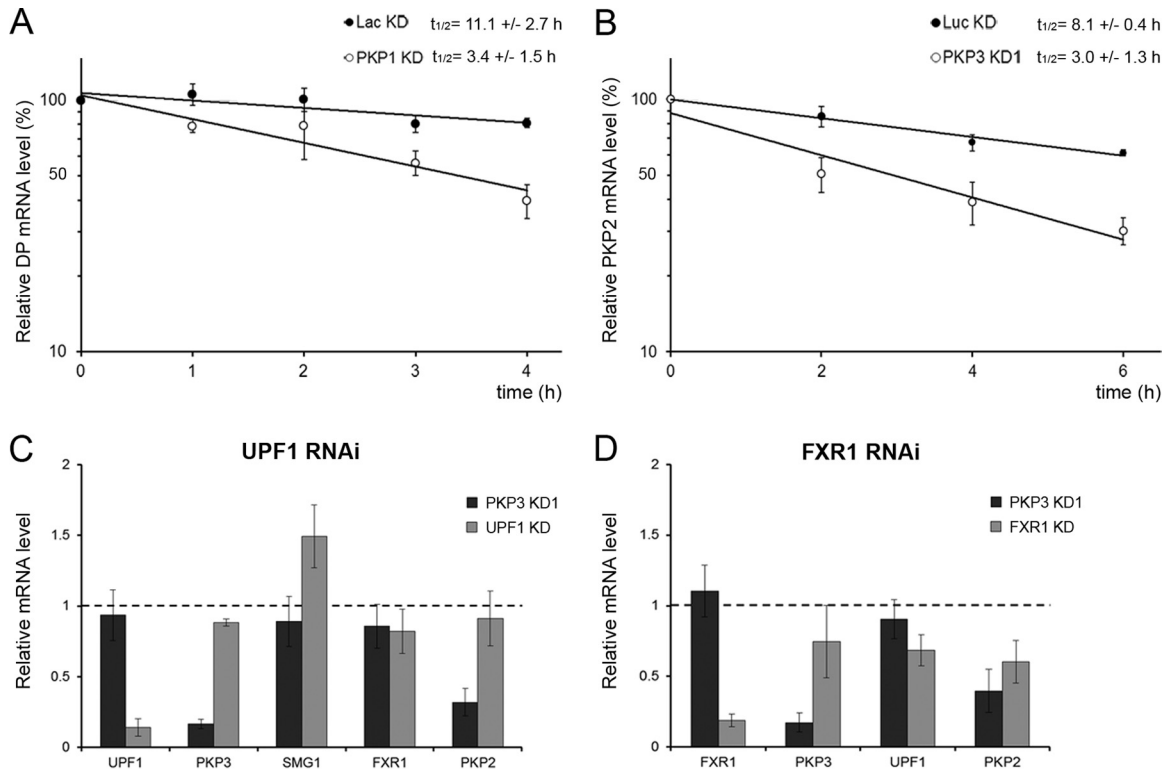 A
Lac KD t1/2= 11.1 +/- 2.7 h
PKP1 KD t1/2= 3.4 +/- 1.5 h
Relative DP mRNA level (%)
100
50
10
0 1 2 3 4
time (h)
B
Luc KD t1/2= 8.1 +/- 0.4 h
PKP3 KD1 t1/2= 3.0 +/- 1.3 h
Relative PKP2 mRNA level (%)
100
50
10
0 2 4 6
time (h)
C
UPF1 RNAi
PKP3 KD1
UPF1 KD
Relative mRNA level
2
1.5
1
0.5
0
UPF1 PKP3 SMG1 FXR1 PKP2
D
FXR1 RNAi
PKP3 KD1
FXR1 KD
Relative mRNA level
2
1.5
1
0.5
0
FXR1 PKP3 UPF1 PKP2